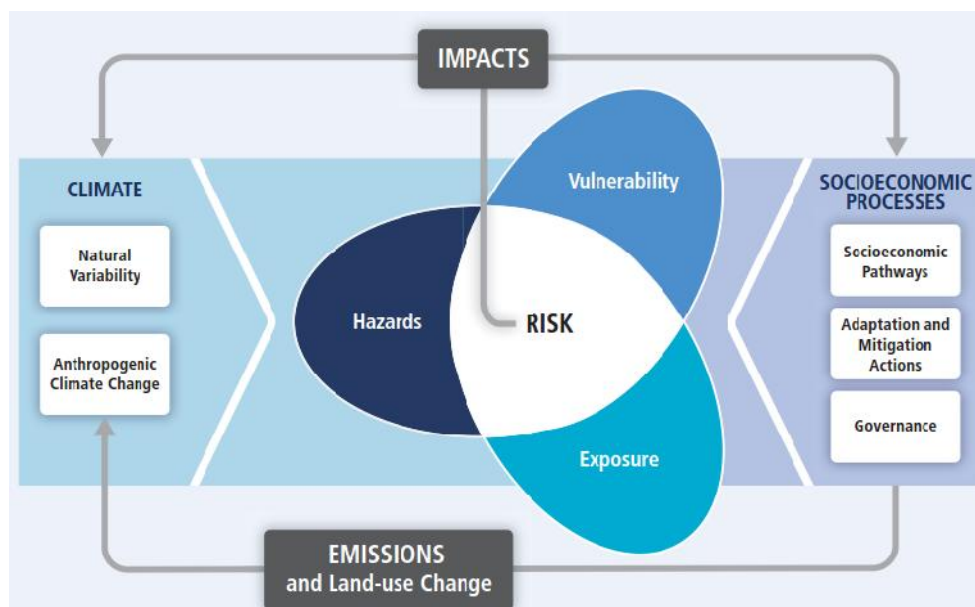 IMPACTS
CLIMATE
Natural
Variability
Anthropogenic
Climate Change
Vulnerability
Hazards
RISK
Exposure
SOCIOECONOMIC
PROCESSES
Socioeconomic
Pathways
Adaptation and
Mitigation
Actions
Governance
EMISSIONS
and Land-use Change